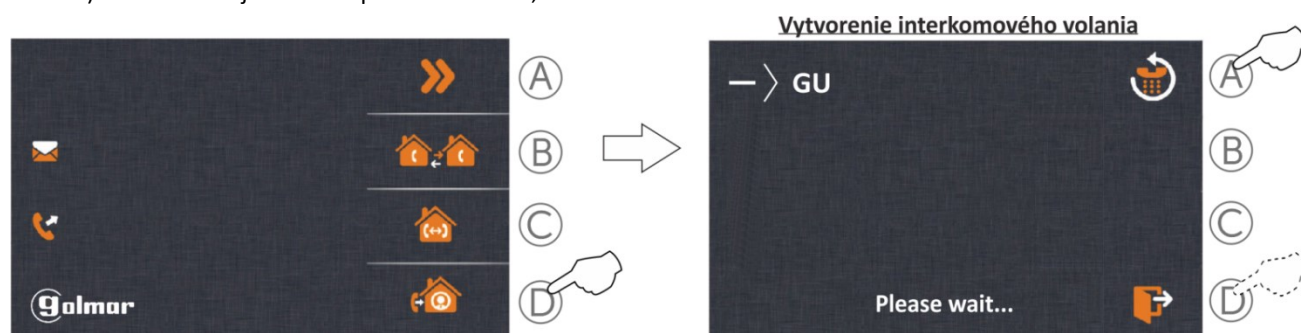 Vytvorenie interkomového volania
A
B
C
D
golmar
— > GU
Please wait...
A
B
C
D